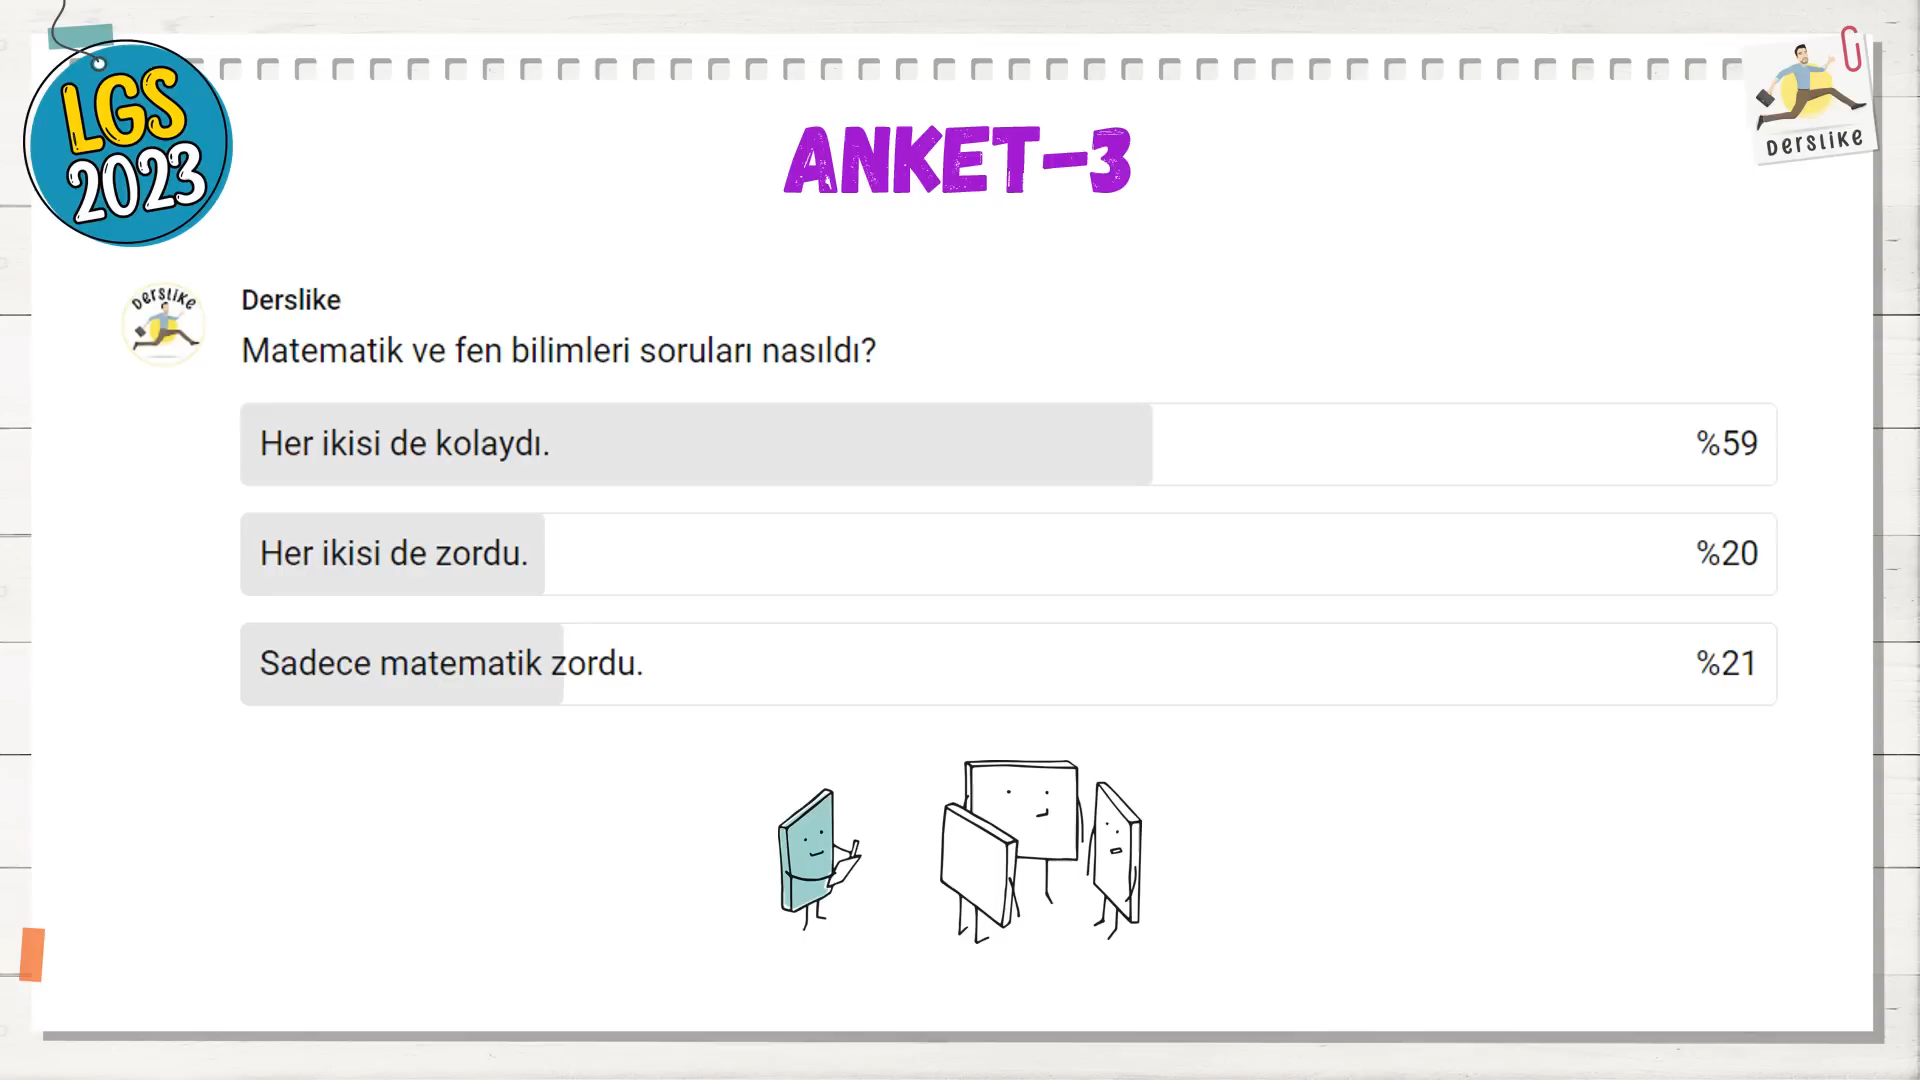 LGS
2023
ANKET-3
Derslike
Derslike
Derslike
Matematik ve fen bilimleri soruları nasıldı?
Her ikisi de kolaydı. %59
Her ikisi de zordu. %20
Sadece matematik zordu. %21